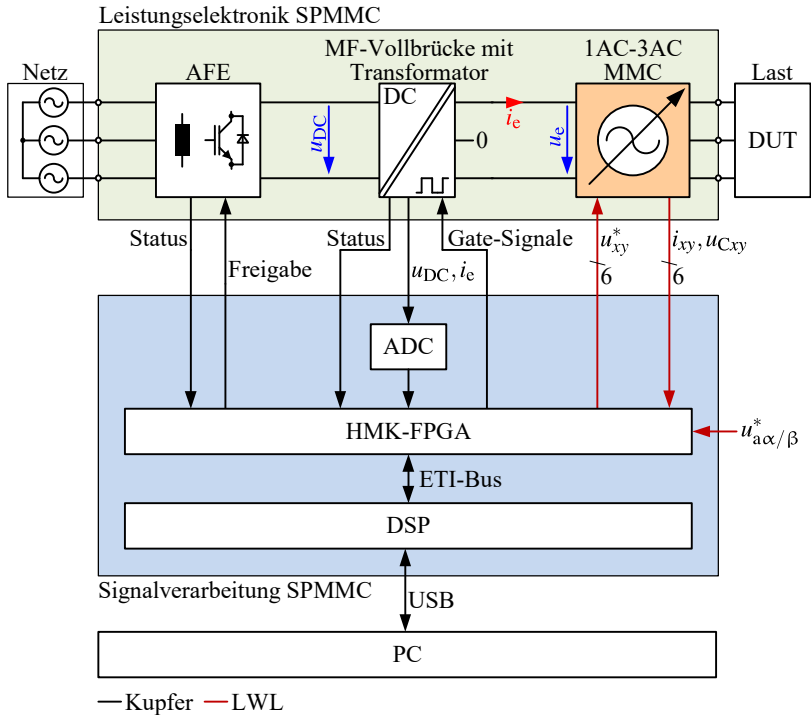 Leistungselektronik SPMMC
Netz
AFE
MF-Vollbrücke mit
Transformator
1AC-3AC
MMC
Last
DC
u_DC
i_e
0
u_e
DUT
Status
Freigabe
Status
u_DC, i_e
Gate-Signale
u*_xy
6
i_xy, u_Cxy
6
ADC
HMK-FPGA
u*_aα/β
ETI-Bus
DSP
Signalverarbeitung SPMMC
USB
PC
Kupfer LWL